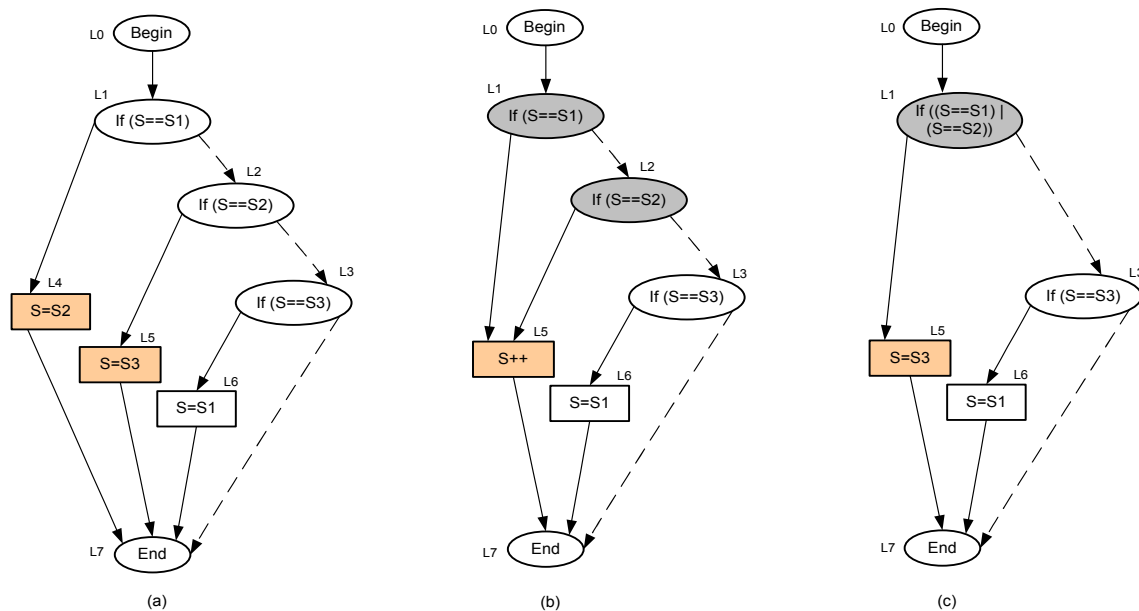 L0
Begin
L1
If (S==S1)
L2
If (S==S2)
L3
If (S==S3)
L4
S=S2
L5
S=S3
L6
S=S1
L7
End
(a)
L0
Begin
L1
If (S==S1)
L2
If (S==S2)
L3
If (S==S3)
L5
S++
L6
S=S1
L7
End
(b)
L0
Begin
L1
If ((S==S1) |
(S==S2))
L3
If (S==S3)
L5
S=S3
L6
S=S1
L7
End
(c)